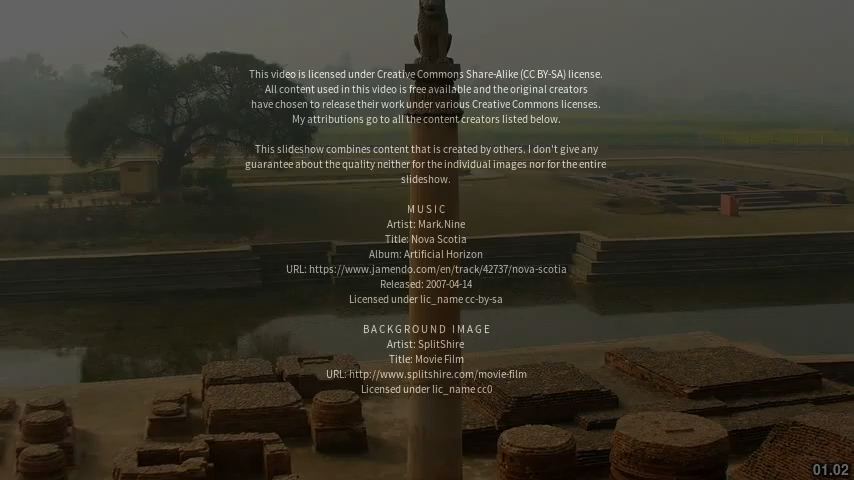 This video is licensed under Creative Commons Share-Alike (CC BY-SA) license.
All content used in this video is free available and the original creators
have chosen to release their work under various Creative Commons licenses.
My attributions go to all the content creators listed below.
This slideshow combines content that is created by others. I don't give any
guarantee about the quality neither for the individual images nor for the entire
slideshow.
MUSIC
Artist: Mark.Nine
Title: Nova Scotia
Album: Artificial Horizon
URL: https://www.jamendo.com/en/track/42737/nova-scotia
Released: 2007-04-14
Licensed under lic_name cc-by-sa
BACKGROUND IMAGE
Artist: SplitShire
Title: Movie Film
URL: http://www.splitshire.com/movie-film
Licensed under lic_name cc0
01.02